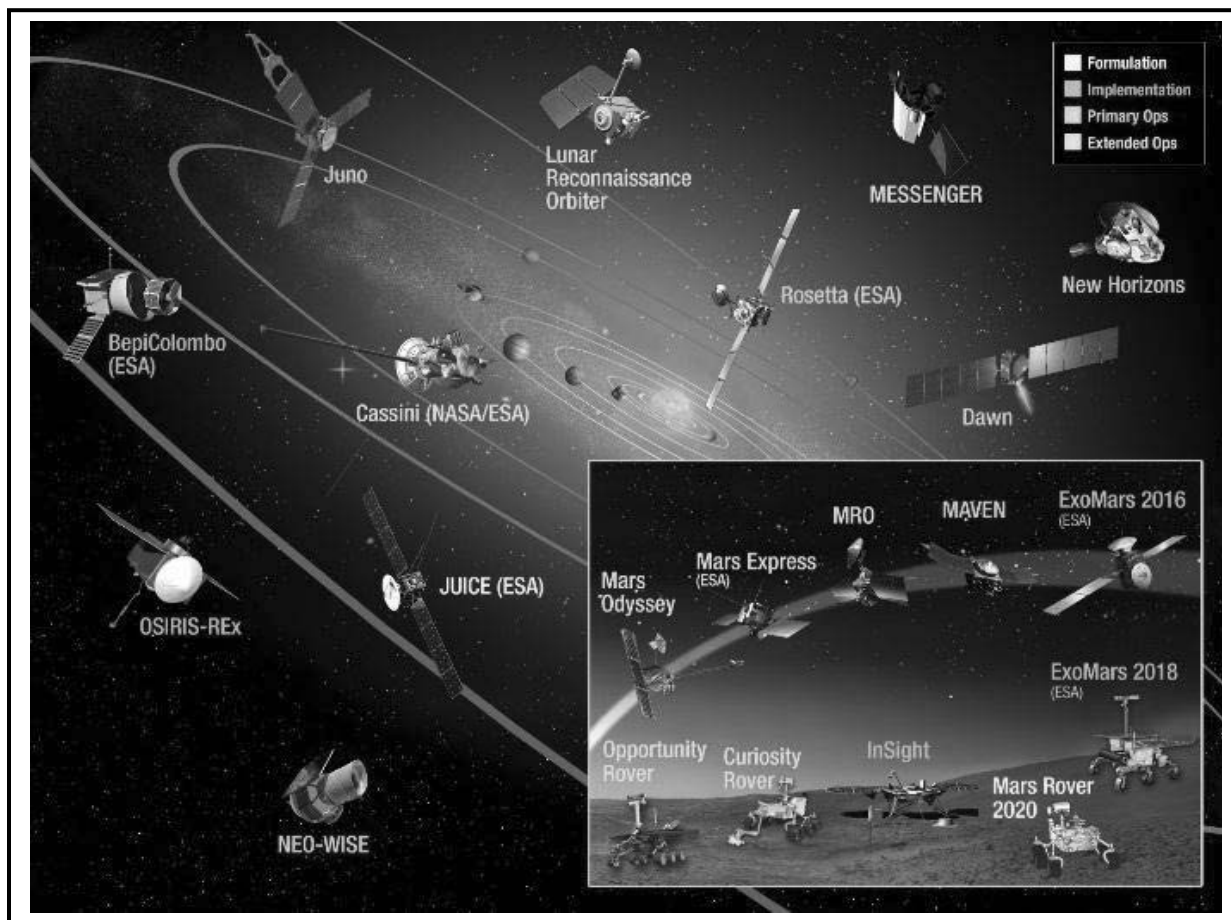 Formulation
Implementation
Primary Ops
Extended Ops
Juno
Lunar
Reconnaissance
Orbiter
MESSENGER
New Horizons
Rosetta (ESA)
BepiColombo
(ESA)
Cassini (NASA/ESA)
Dawn
OSIRIS-REx
JUICE (ESA)
NEO-WISE
MRO
MAVEN
ExoMars 2016
(ESA)
Mars Express
(ESA)
Mars
Odyssey
ExoMars 2018
(ESA)
Opportunity
Rover
Curiosity
Rover
InSight
Mars Rover
2020